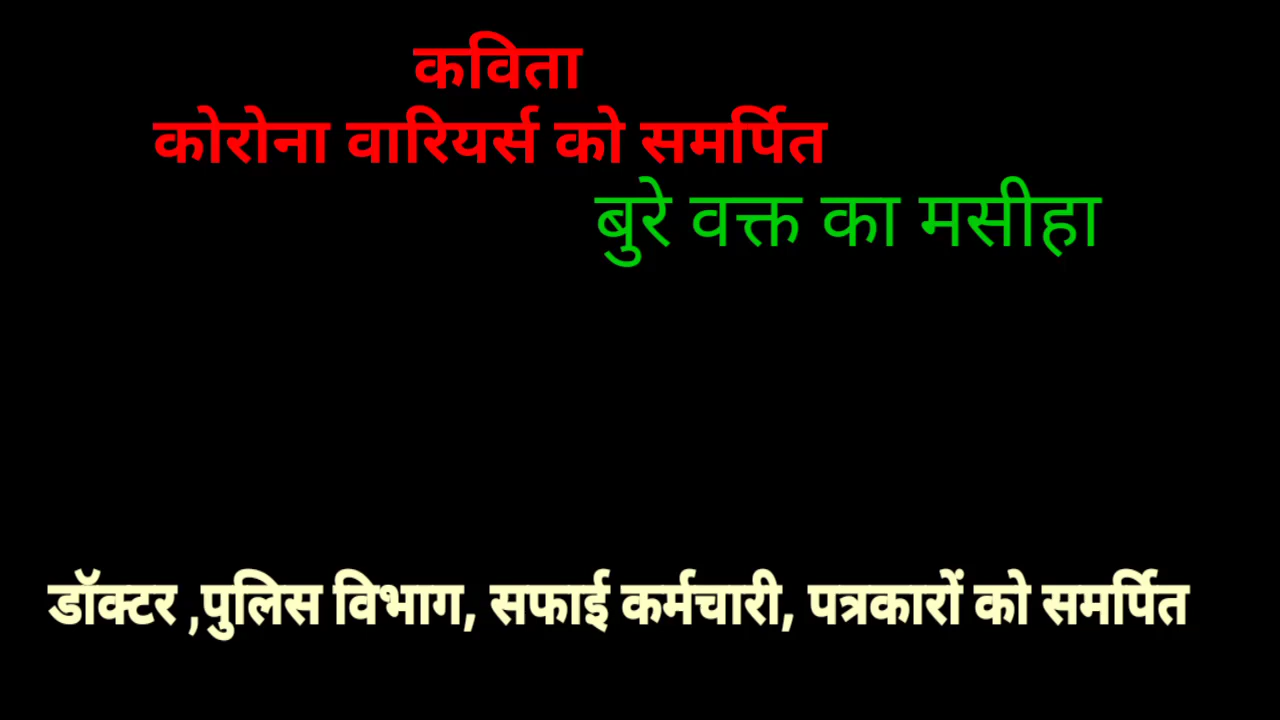 कविता
कोरोना वारियर्स को समर्पित
बुरे वक्त का मसीहा
डॉक्टर ,पुलिस विभाग, सफाई कर्मचारी, पत्रकारों को समर्पित